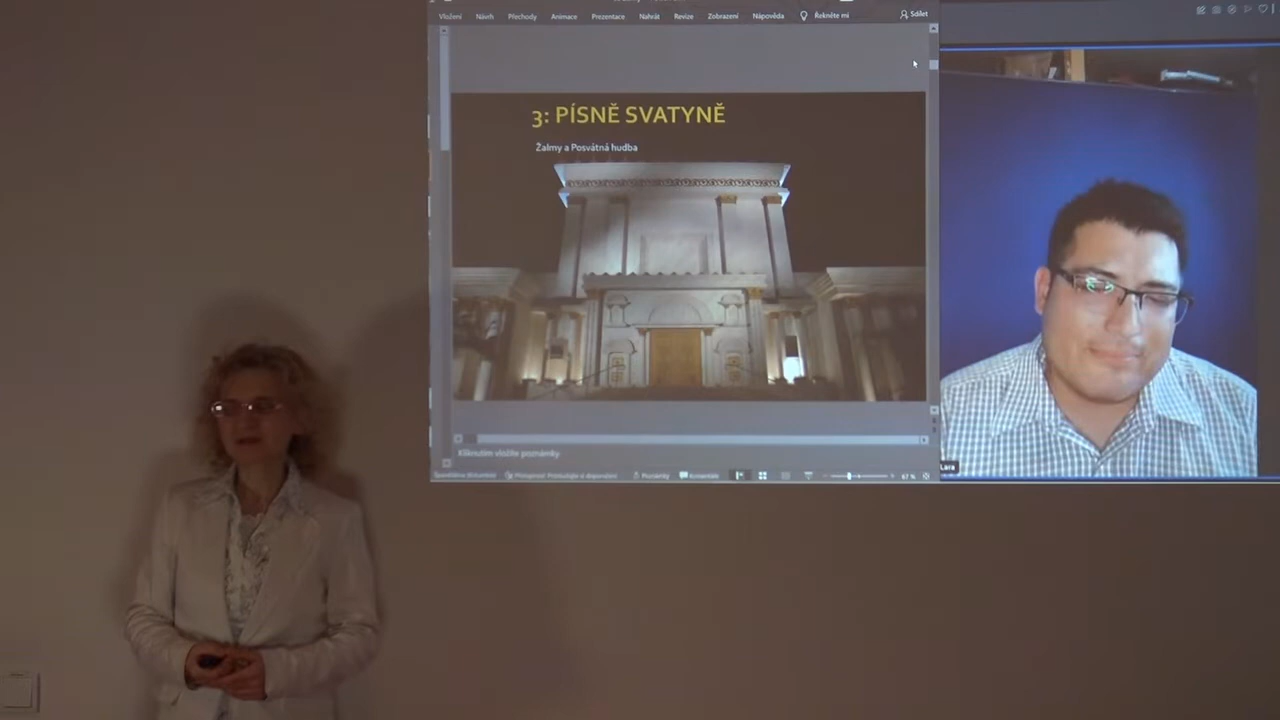 Vložení Návrh Přechody Animace Prezentace Nahrát Revize Zobrazení Nápověda Řekněte mi Sdílet
3: PÍSNĚ SVATYNĚ
Žalmy a Posvátná hudba
Kliknutím vložíte poznámky
Poznámky Komentáře 67 %
Lara